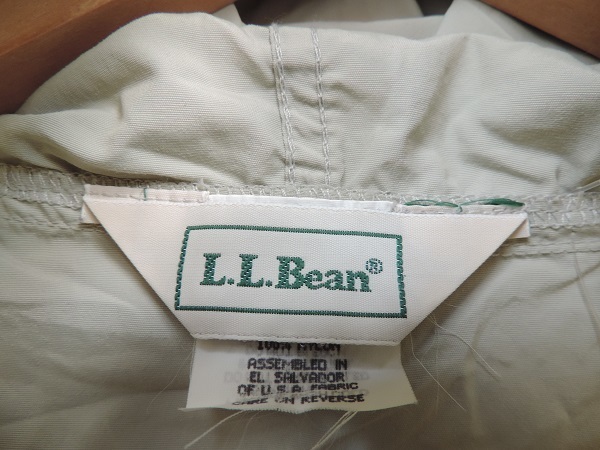 L.L.Bean®
100% NYLON
ASSEMBLED IN
EL SALVADOR
OF U.S.A. FABRIC
CARE ON REVERSE